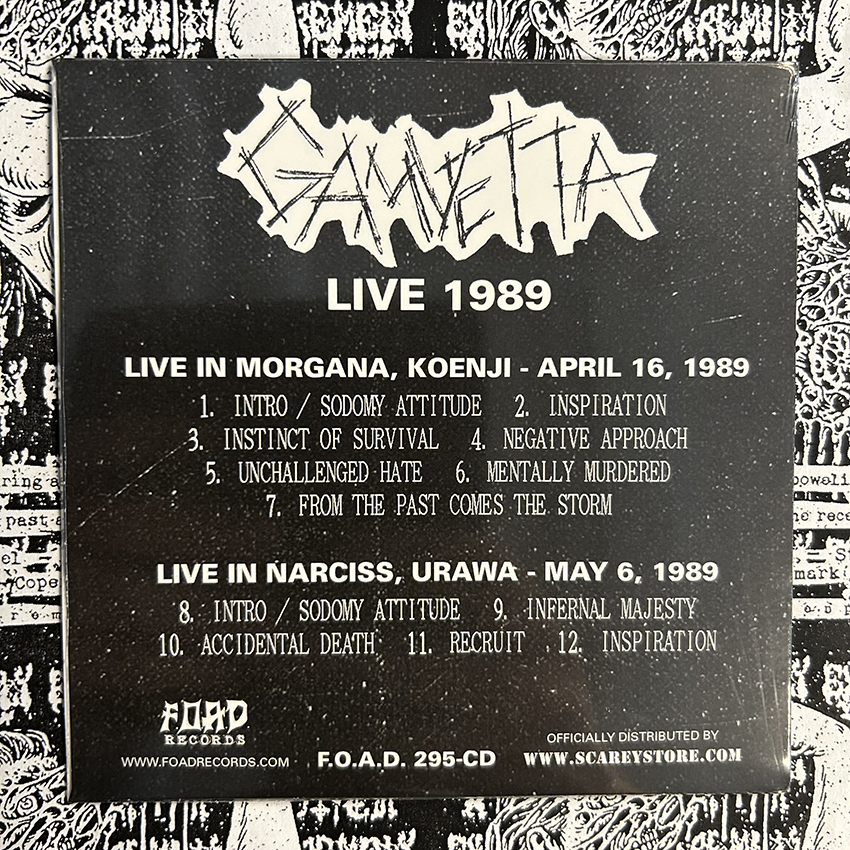 GAMYETTA
LIVE 1989
LIVE IN MORGANA, KOENJI - APRIL 16, 1989
1. INTRO / SODOMY ATTITUDE 2. INSPIRATION
3. INSTINCT OF SURVIVAL 4. NEGATIVE APPROACH
5. UNCHALLENGED HATE 6. MENTALLY MURDERED
7. FROM THE PAST COMES THE STORM
LIVE IN NARCISS, URAWA - MAY 6, 1989
8. INTRO / SODOMY ATTITUDE 9. INFERNAL MAJESTY
10. ACCIDENTAL DEATH 11. RECRUIT 12. INSPIRATION
FOAD
RECORDS
WWW.FOADRECORDS.COM
F.O.A.D. 295-CD
OFFICIALLY DISTRIBUTED BY
WWW.SCAREYSTORE.COM